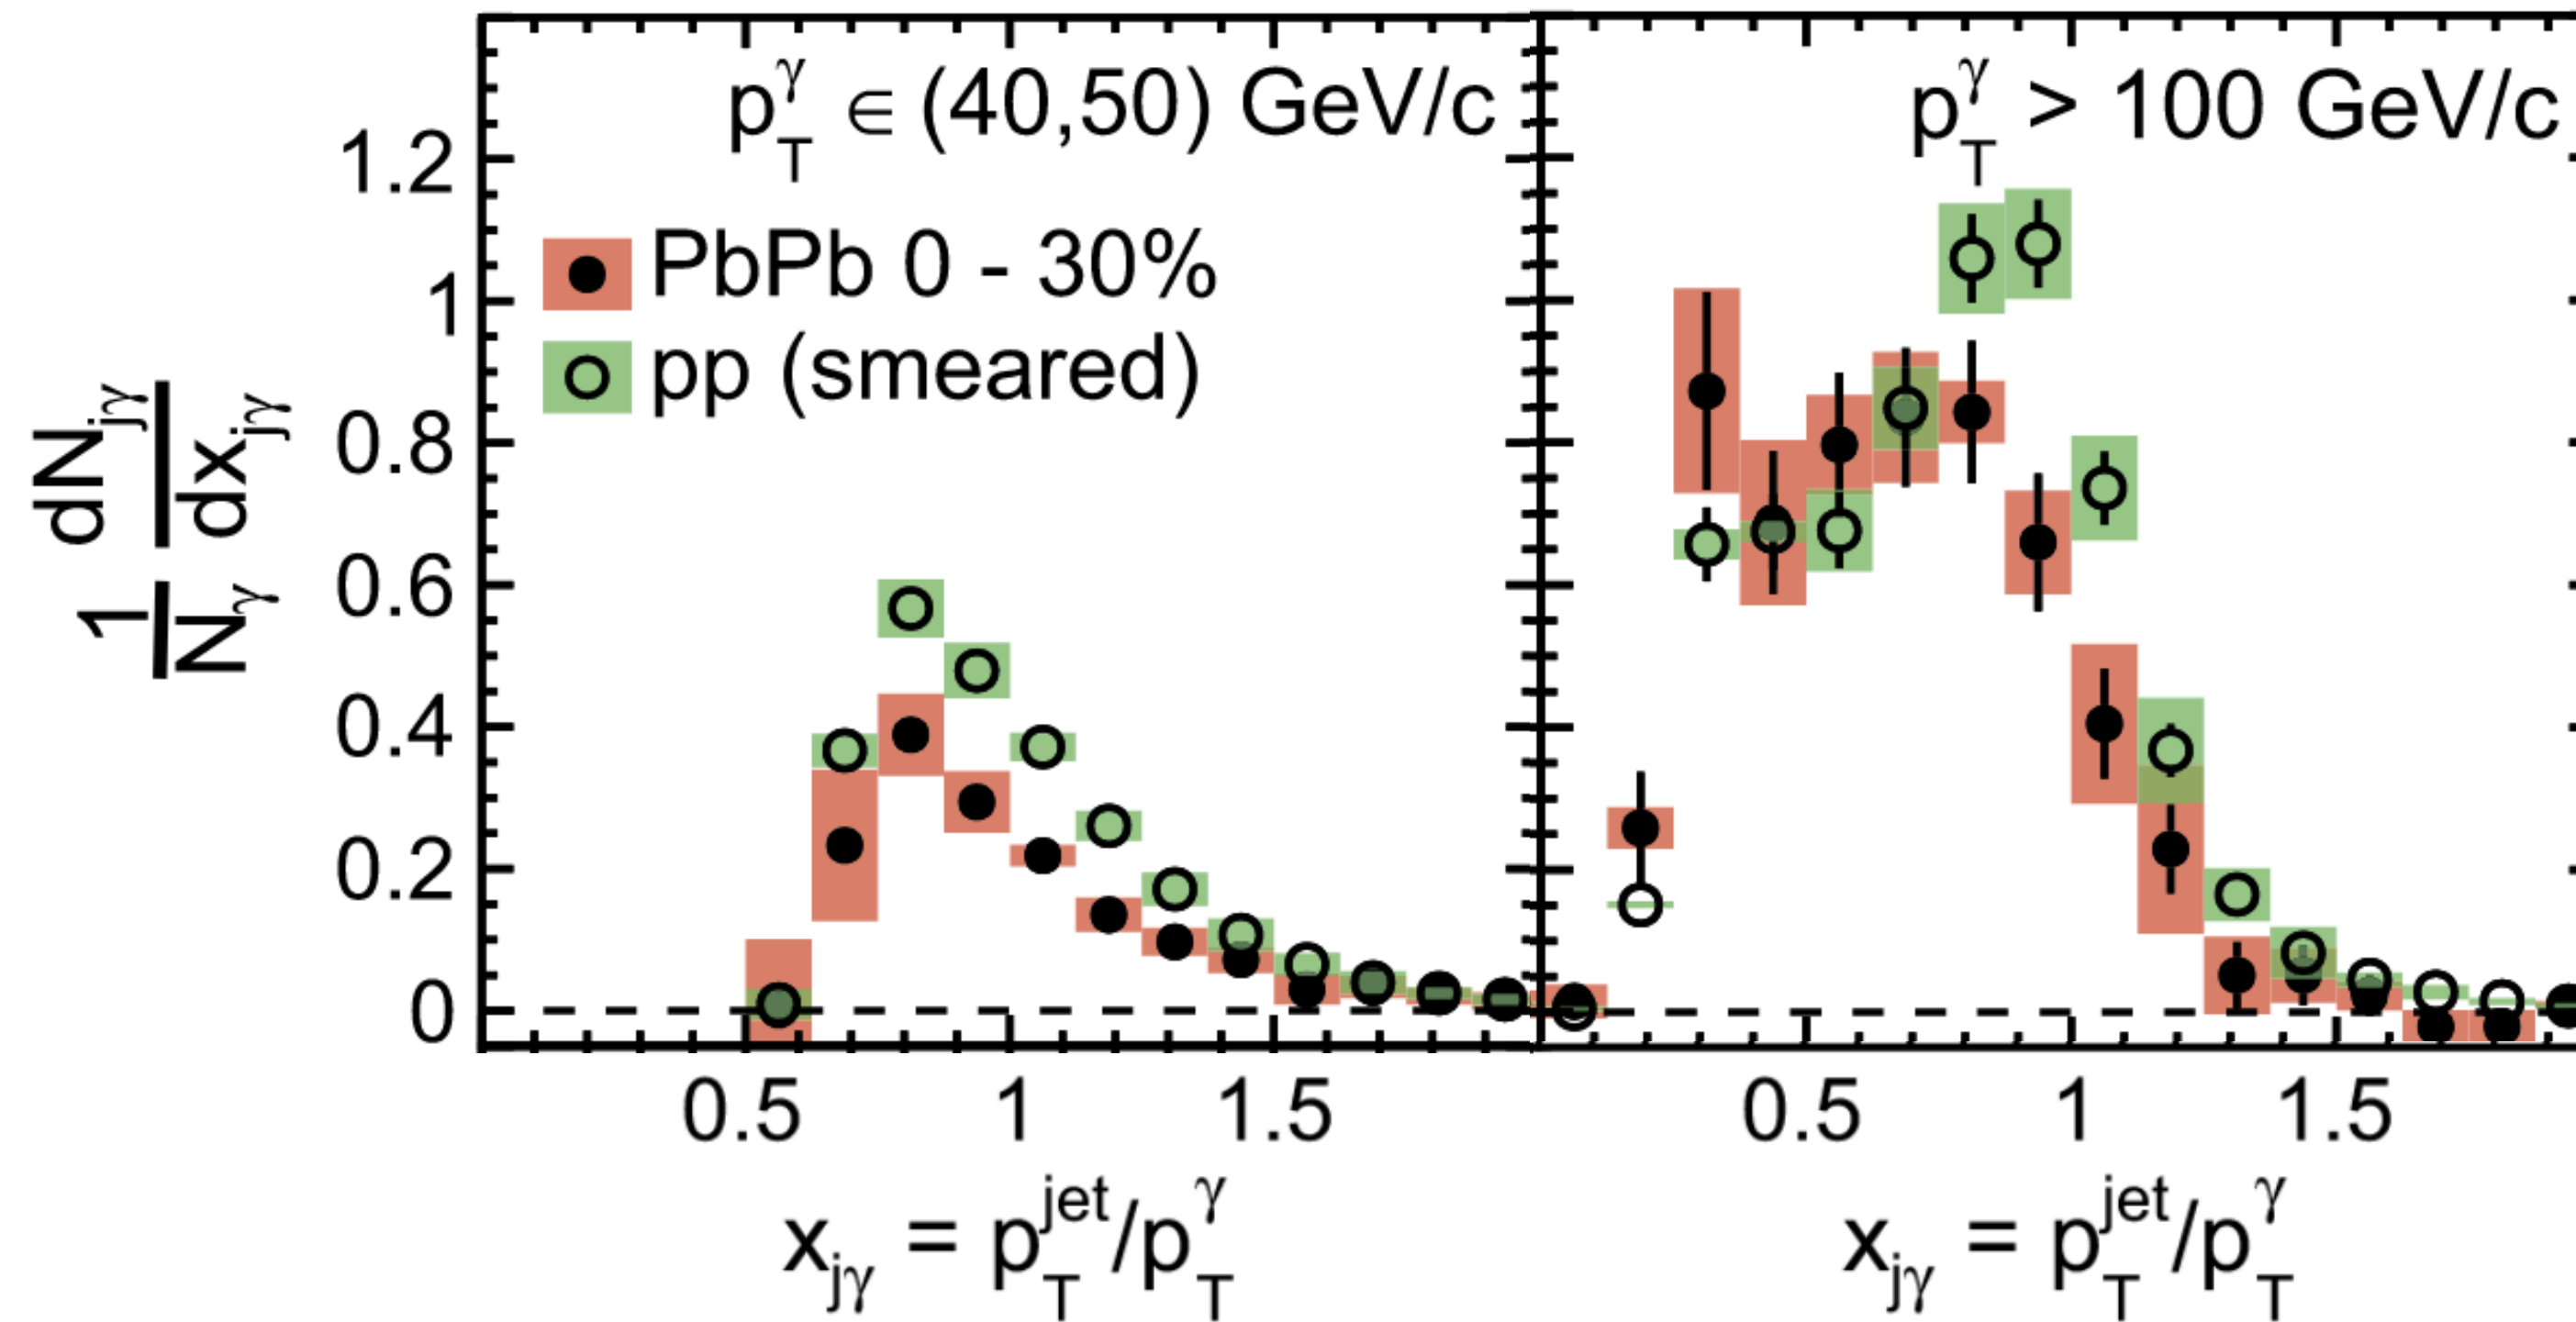 p_T^γ ∈ (40,50) GeV/c
PbPb 0 - 30%
pp (smeared)
1/N_γ dN_jγ/dx_jγ
1.2
1
0.8
0.6
0.4
0.2
0
0.5 1 1.5
x_jγ = p_T^jet/p_T^γ
p_T^γ > 100 GeV/c
0.5 1 1.5
x_jγ = p_T^jet/p_T^γ